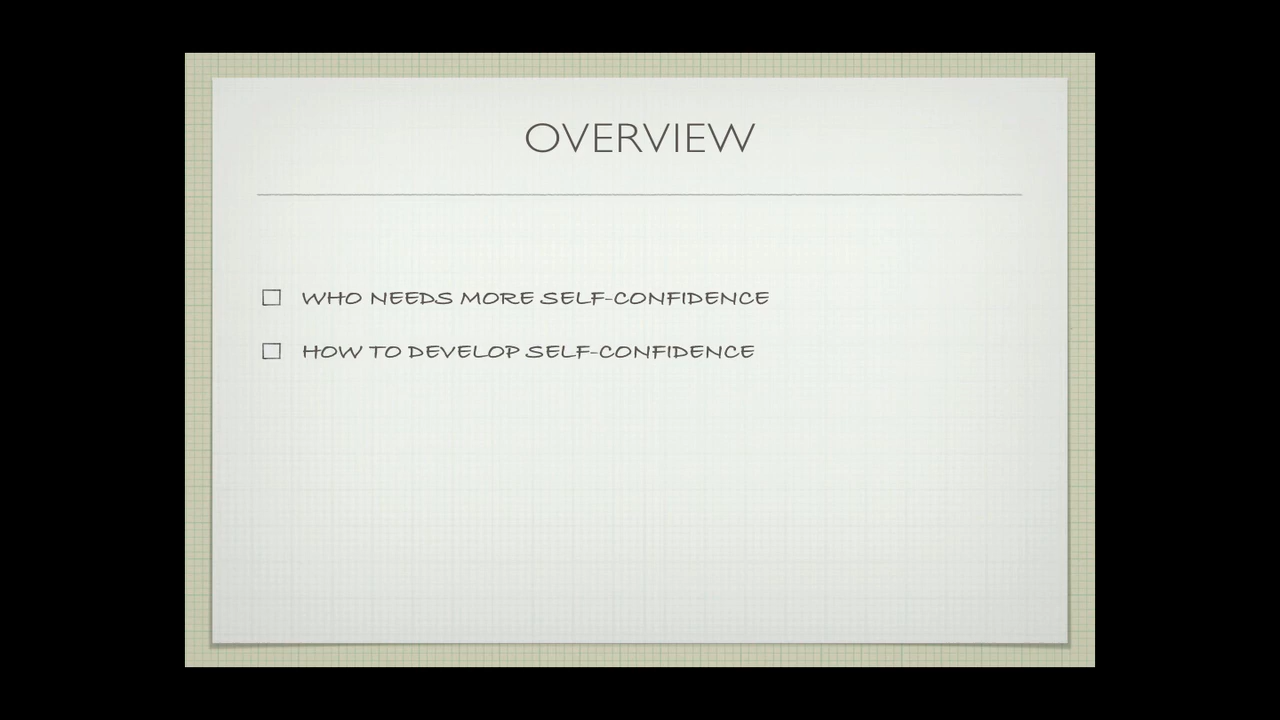 OVERVIEW
WHO NEEDS MORE SELF-CONFIDENCE
HOW TO DEVELOP SELF-CONFIDENCE